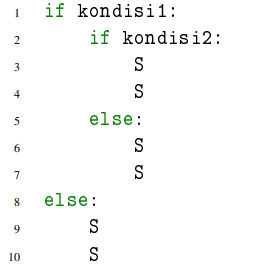 1 if kondisi1:
2     if kondisi2:
3         S
4         S
5     else:
6         S
7         S
8 else:
9     S
10     S